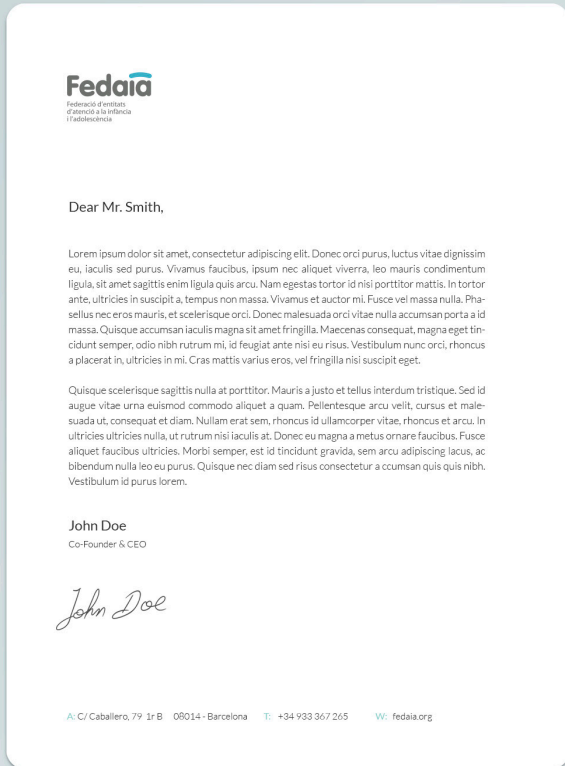 Fedaia
Federació d'entitats
d'atenció a la infància
i l'adolescència
Dear Mr. Smith,
Lorem ipsum dolor sit amet, consectetur adipiscing elit. Donec orci purus, luctus vitae dignissim
eu, iaculis sed purus. Vivamus faucibus, ipsum nec aliquet viverra, leo mauris condimentum
ligula, sit amet sagittis enim ligula quis arcu. Nam egestas tortor id nisi porttitor mattis. In tortor
ante, ultricies in suscipit a, tempus non massa. Vivamus et auctor mi. Fusce vel massa nulla. Pha-
sellus nec eros mauris, et scelerisque orci. Donec malesuada orci vitae nulla accumsan porta a id
massa. Quisque accumsan iaculis magna sit amet fringilla. Maecenas consequat, magna eget tin-
cidunt semper, odio nibh rutrum mi, id feugiat ante nisi eu risus. Vestibulum nunc orci, rhoncus
a placerat in, ultricies in mi. Cras mattis varius eros, vel fringilla nisi suscipit eget.
Quisque scelerisque sagittis nulla at porttitor. Mauris a justo et tellus interdum tristique. Sed id
augue vitae urna euismod commodo aliquet a quam. Pellentesque arcu velit, cursus et male-
suada ut, consequat et diam. Nullam erat sem, rhoncus id ullamcorper vitae, rhoncus et arcu. In
ultricies ultricies nulla, ut rutrum nisi iaculis at. Donec eu magna a metus ornare faucibus. Fusce
aliquet faucibus ultricies. Morbi semper, est id tincidunt gravida, sem arcu adipiscing lacus, ac
bibendum nulla leo eu purus. Quisque nec diam sed risus consectetur a ccumsan quis quis nibh.
Vestibulum id purus lorem.
John Doe
Co-Founder & CEO
John Doe
A: C/ Caballero, 79 1r B 08014 - Barcelona T: +34 933 367 265 W: fedaia.org